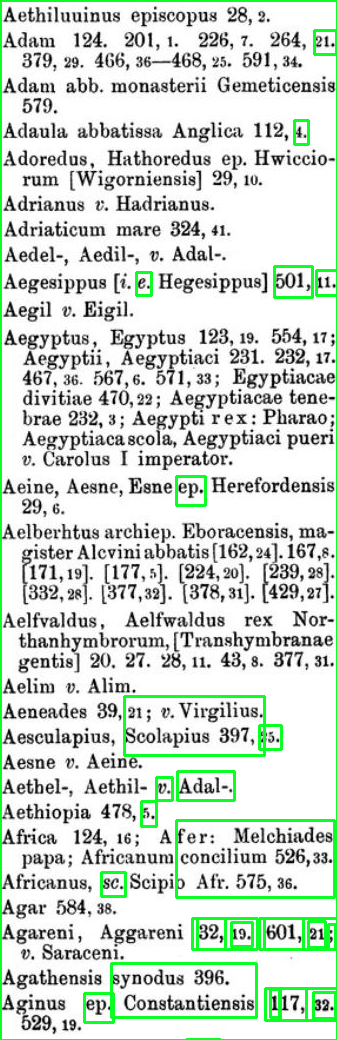 Aethiluuinus episcopus 28, 2.
Adam 124. 201, 1. 226, 7. 264, 21.
379, 29. 466, 36—468, 25. 591, 34.
Adam abb. monasterii Gemeticensis
579.
Adaula abbatissa Anglica 112, 4.
Adoredus, Hathoredus ep. Hwiccio-
rum [Wigorniensis] 29, 10.
Adrianus v. Hadrianus.
Adriaticum mare 324, 41.
Aedel-, Aedil-, v. Adal-.
Aegesippus [i. e. Hegesippus] 501, 11.
Aegil v. Eigil.
Aegyptus, Egyptus 123, 19. 554, 17;
Aegyptii, Aegyptiaci 231. 232, 17.
467, 36. 567, 6. 571, 33; Egyptiacae
divitiae 470, 22; Aegyptiacae tene-
brae 232, 3; Aegypti rex: Pharao;
Aegyptiaca scola, Aegyptiaci pueri
v. Carolus I imperator.
Aeine, Aesne, Esne ep. Herefordensis
29, 6.
Aelberhtus archiep. Eboracensis, ma-
gister Alcvini abbatis [162, 24]. 167, 8.
[171, 19]. [177, 5]. [224, 20]. [239, 28].
[332, 28]. [377, 32]. [378, 31]. [429, 27].
Aelfvaldus, Aelfwaldus rex Nor-
thanhymbrorum, [Transhymbranae
gentis] 20. 27. 28, 11. 43, 8. 377, 31.
Aelim v. Alim.
Aeneades 39, 21; v. Virgilius.
Aesculapius, Scolapius 397, 25.
Aesne v. Aeine.
Aethel-, Aethil- v. Adal-.
Aethiopia 478, 5.
Africa 124, 16; Afer: Melchiades
papa; Africanum concilium 526, 33.
Africanus, sc. Scipio Afr. 575, 36.
Agar 584, 38.
Agareni, Aggareni 32, 19. 601, 21;
v. Saraceni.
Agathensis synodus 396.
Aginus ep. Constantiensis 117, 32.
529, 19.